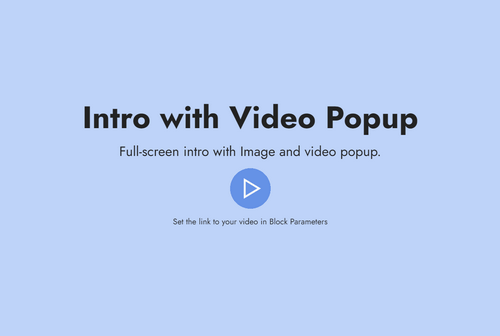 Intro with Video Popup
Full-screen intro with Image and video popup.
Set the link to your video in Block Parameters